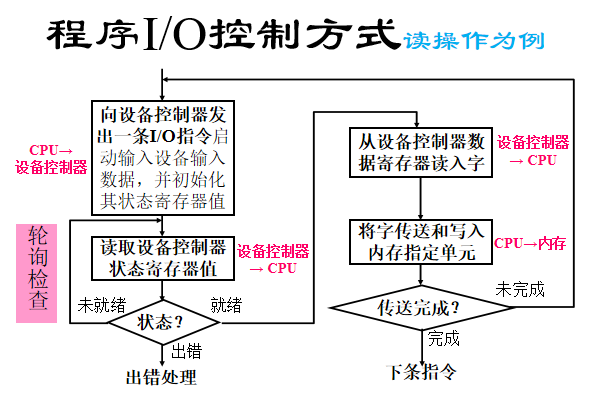 程序I/O控制方式读操作为例
CPU→
设备控制器
向设备控制器发
出一条I/O指令启
动输入设备输入
数据，并初始化
其状态寄存器值
轮询
检查
读取设备控制器
状态寄存器值
设备控制器
→ CPU
未就绪
状态?
就绪
出错
出错处理
从设备控制器数
据寄存器读入字
设备控制器
→ CPU
将字传送和写入
内存指定单元
CPU→内存
传送完成?
未完成
完成
下条指令